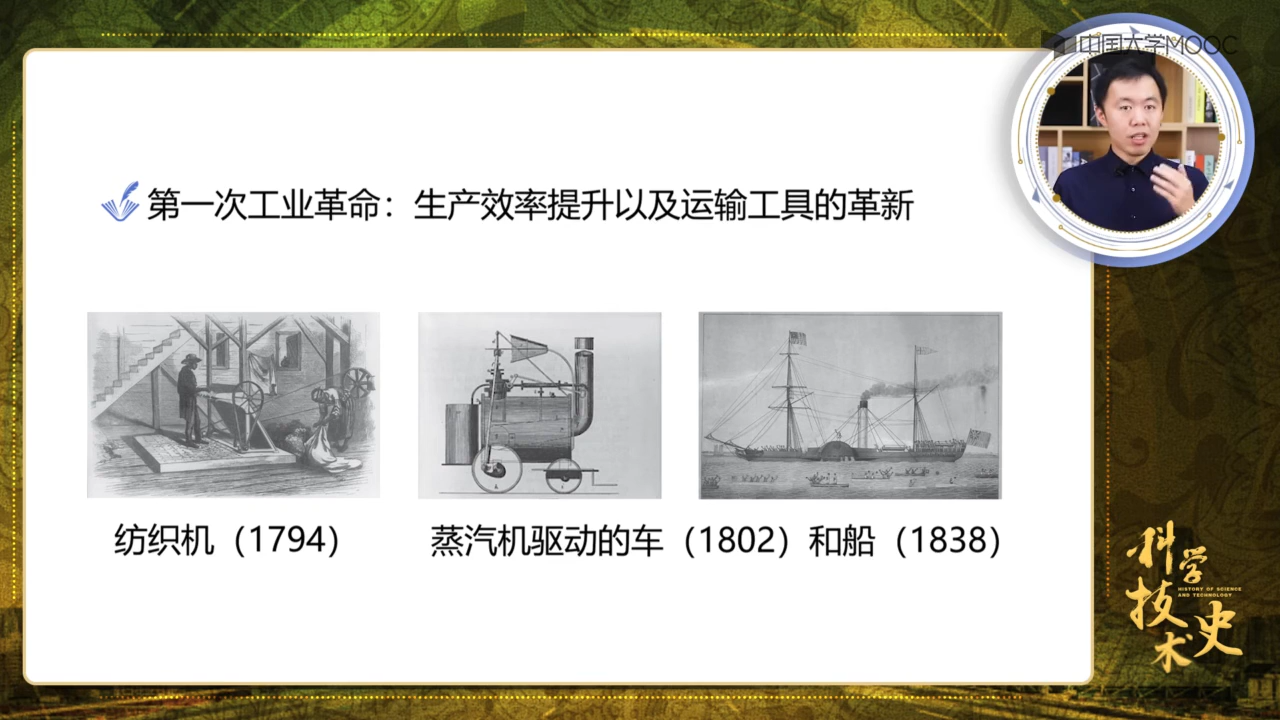 中国大学MOOC
第一次工业革命：生产效率提升以及运输工具的革新
纺织机（1794）
蒸汽机驱动的车（1802）和船（1838）
科学技术史
HISTORY OF SCIENCE
AND TECHNOLOGY